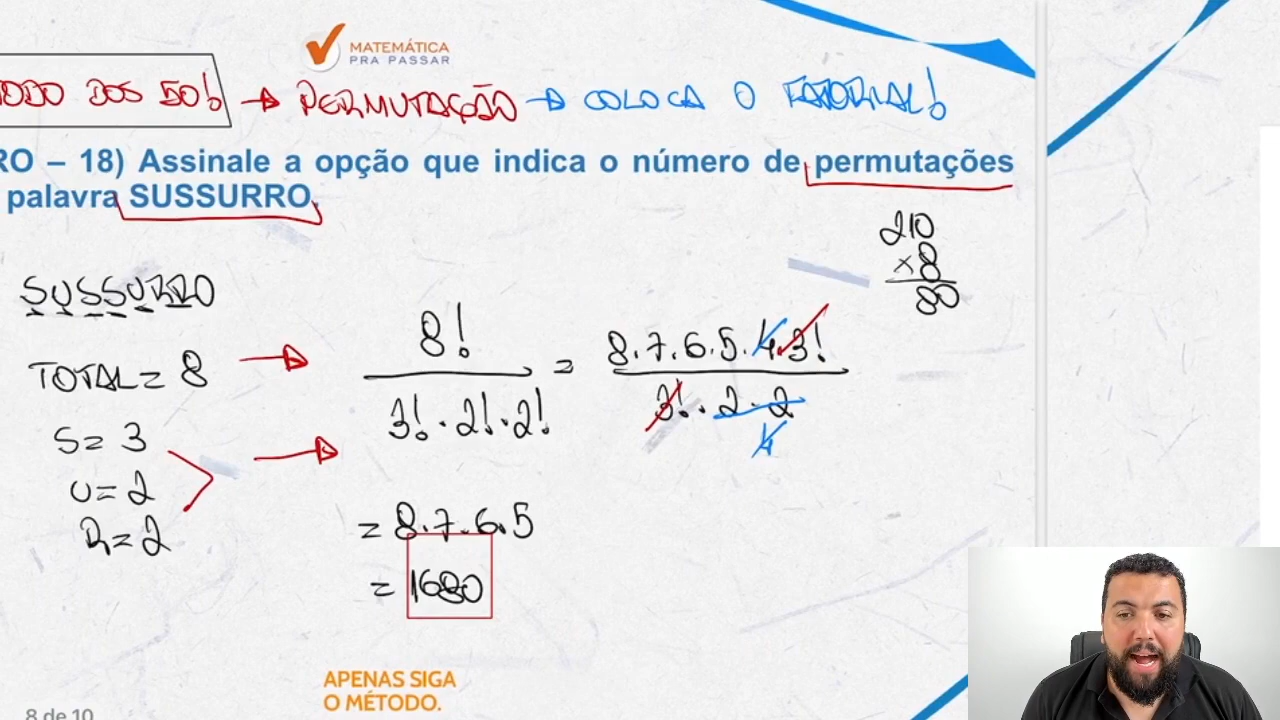 MATEMÁTICA
PRA PASSAR
TODO DOS 50! → PERMUTAÇÃO → COLOCA O FATORIAL!
RO – 18) Assinale a opção que indica o número de permutações
palavra SUSSURRO.
210
×8
80
SUSSURRO
TOTAL = 8
S = 3
U = 2
R = 2
8! / 3!.2!.2! = 8.7.6.5.4.3! / 3!.2.2
4
= 8.7.6.5
= 1680
APENAS SIGA
O MÉTODO.
8 de 10